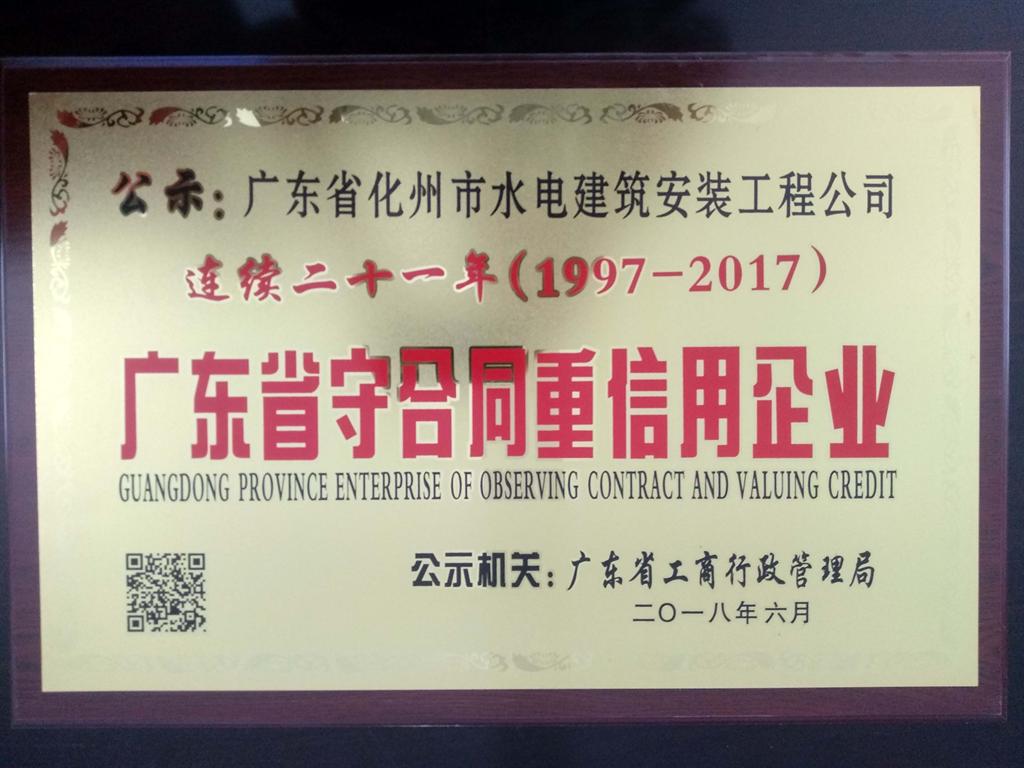 公示：广东省化州市水电建筑安装工程公司
连续二十一年（1997-2017）
广东省守合同重信用企业
GUANGDONG PROVINCE ENTERPRISE OF OBSERVING CONTRACT AND VALUING CREDIT
公示机关：广东省工商行政管理局
二〇一八年六月